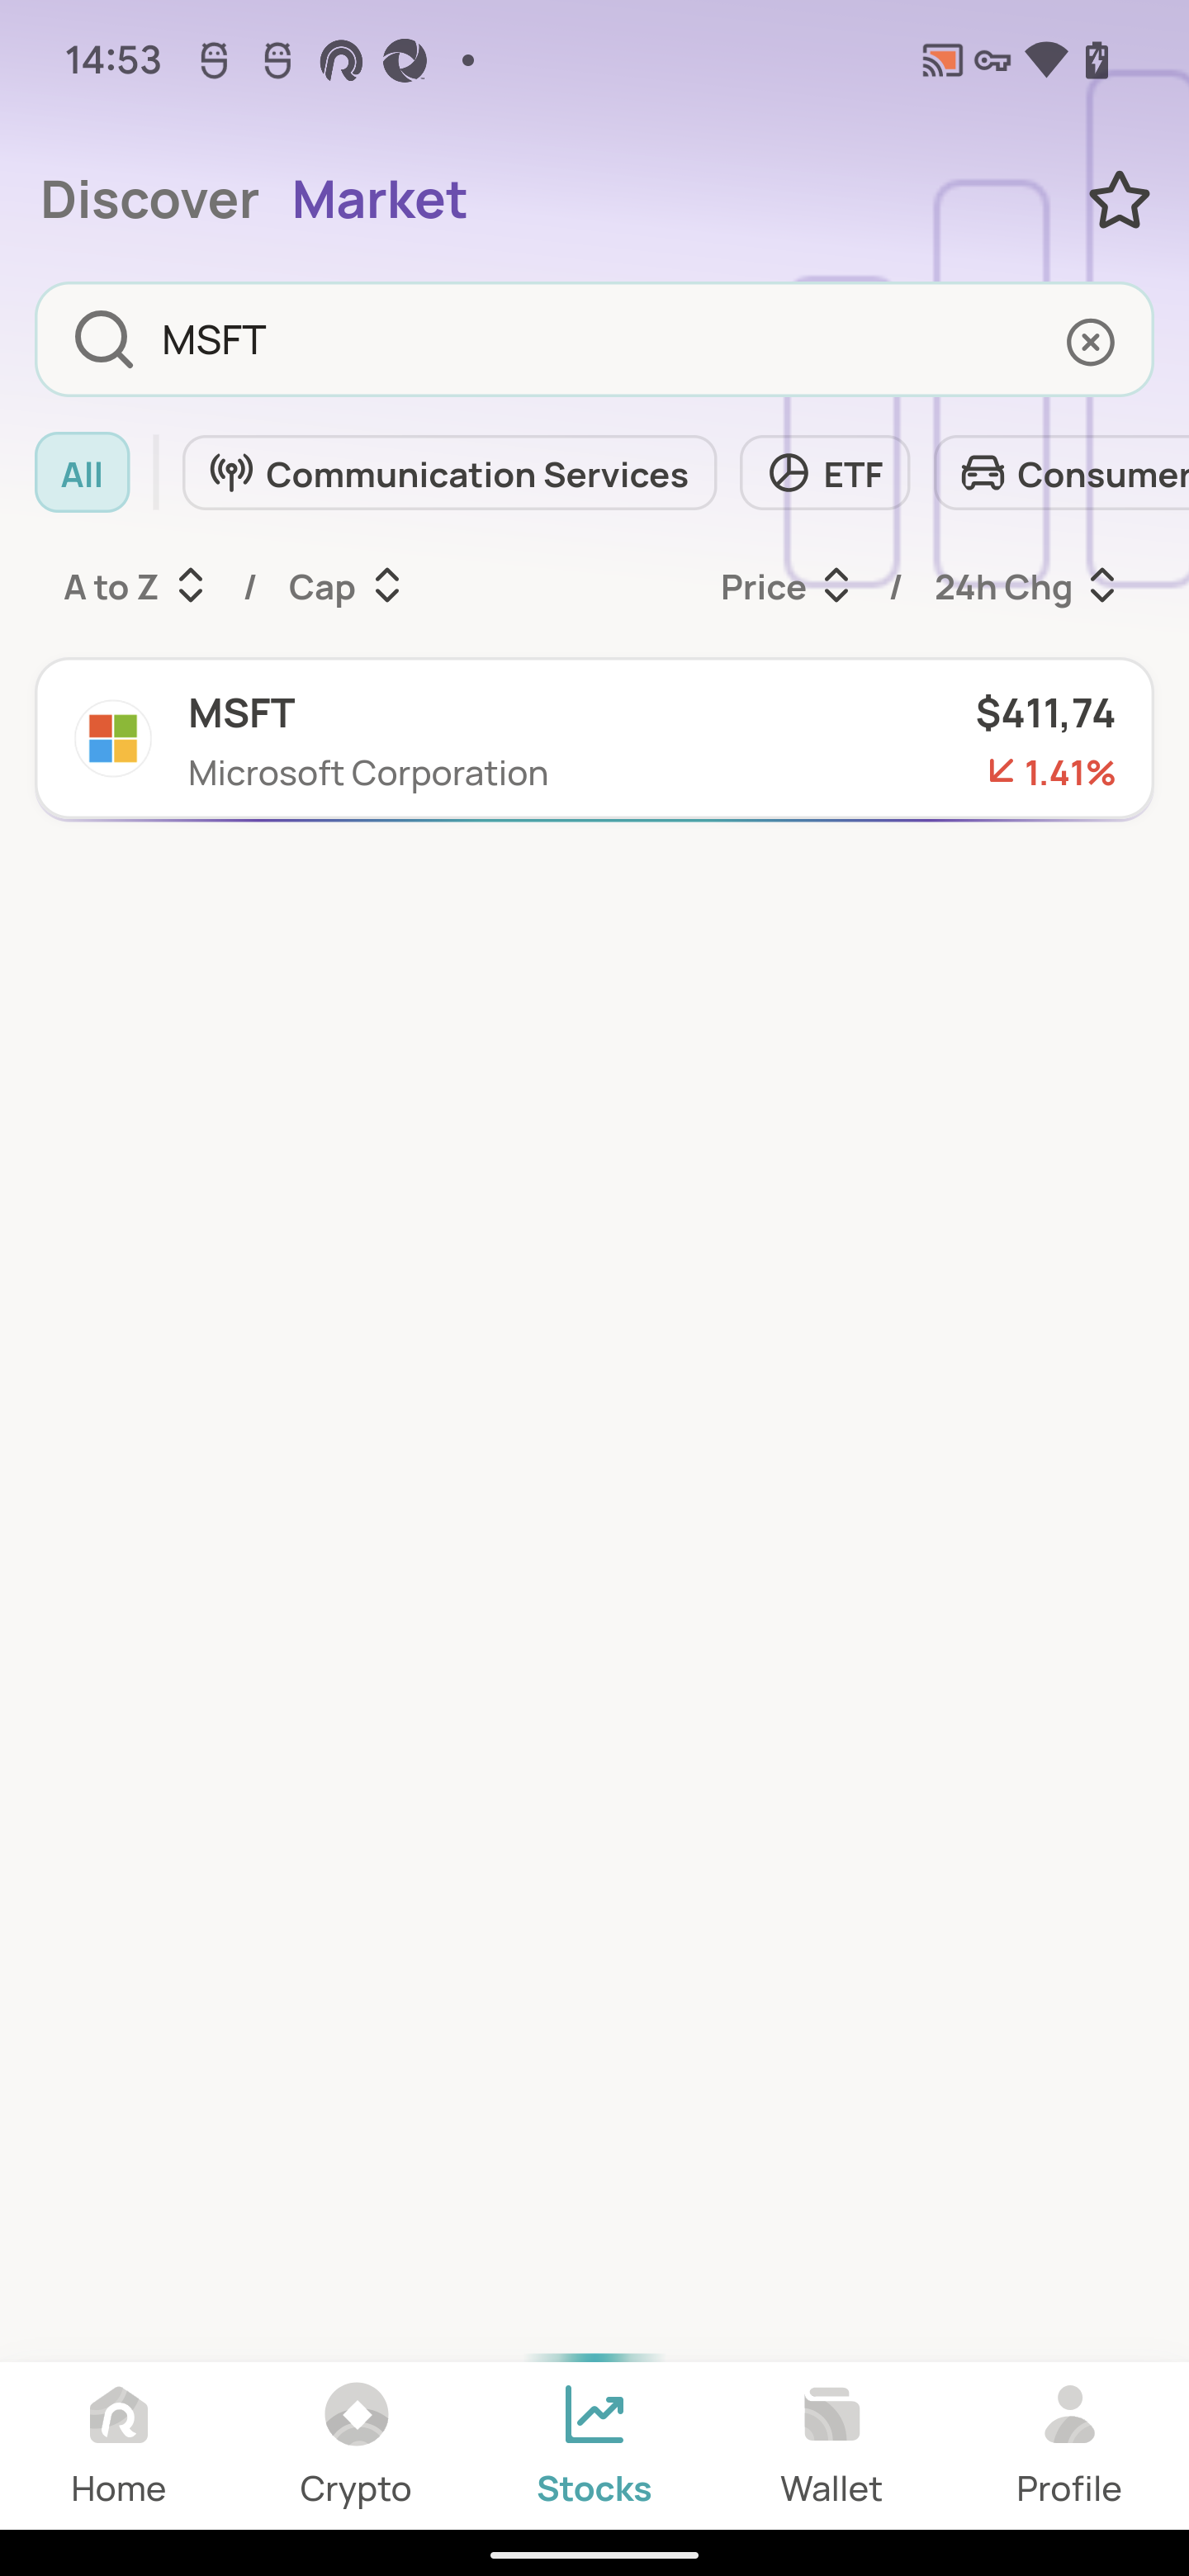 14:53
Discover Market
MSFT
All Communication Services ETF Consumer
A to Z / Cap Price / 24h Chg
MSFT $411,74
Microsoft Corporation 1.41%
Home Crypto Stocks Wallet Profile